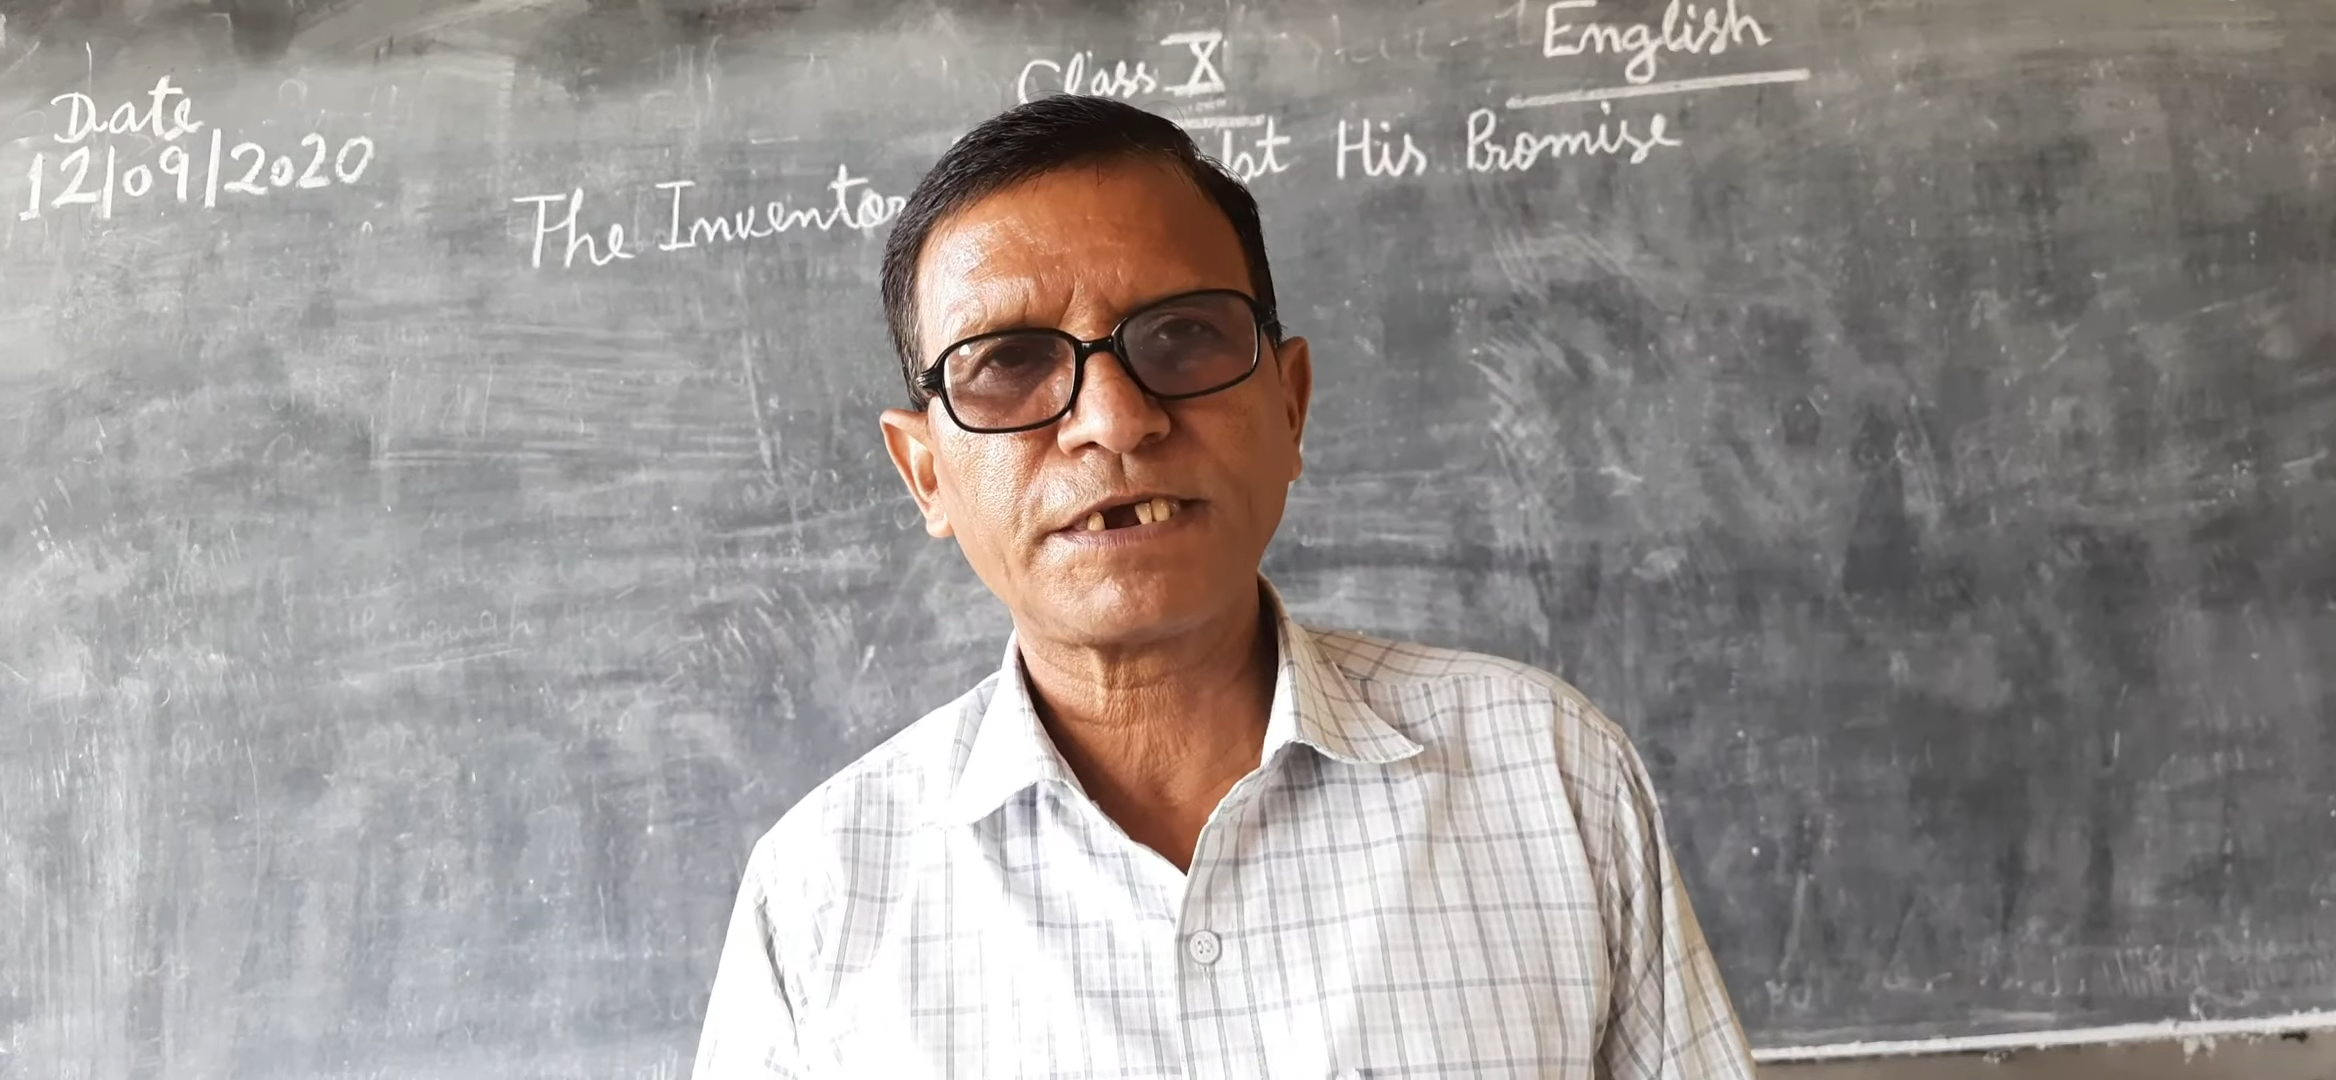 English
Class X
Date
12/09/2020
The Inventor His Promise